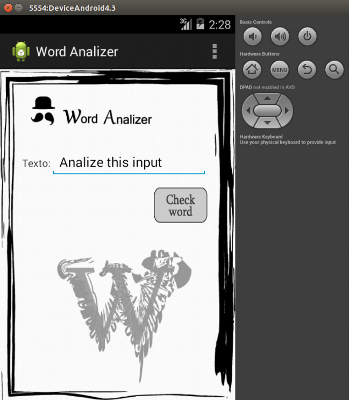 5554:DeviceAndroid4.3
3G 2:28
Word Analizer
Word Analizer
Texto: Analize this input
Check
word
W
Basic Controls
Hardware Buttons
MENU
DPAD not enabled in AVD
Hardware Keyboard
Use your physical keyboard to provide input